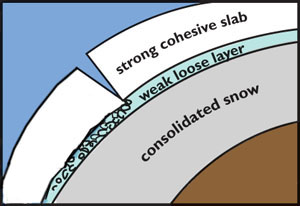 strong cohesive slab
weak loose layer
consolidated snow